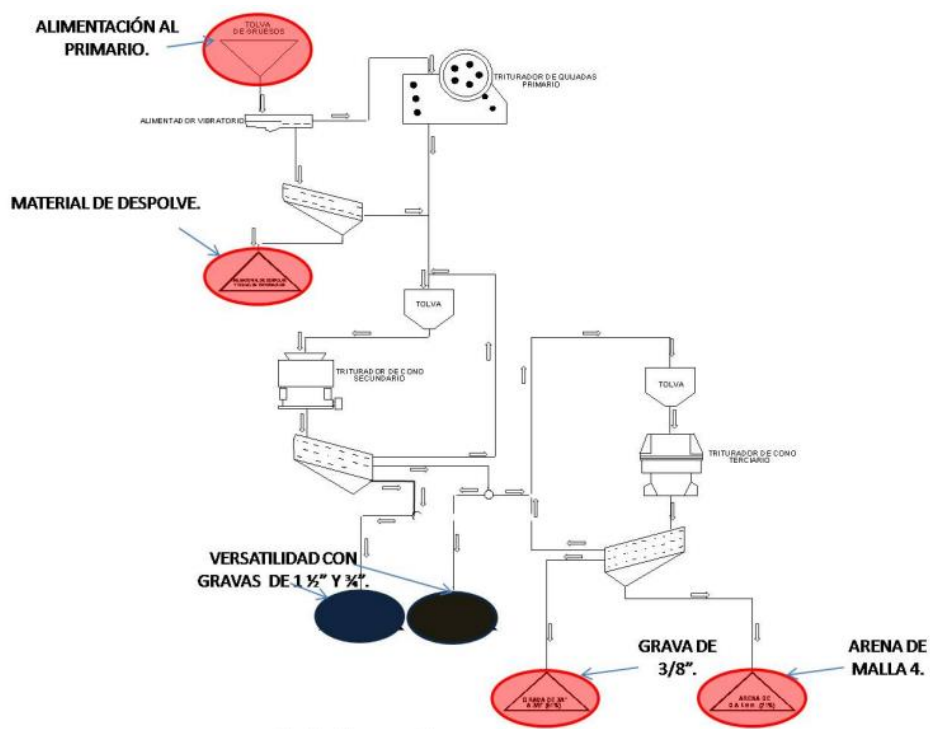 ALIMENTACIÓN AL
PRIMARIO.
TOLVA
DE GRUESOS
TRITURADOR DE QUIJADAS
PRIMARIO
ALIMENTADOR VIBRATORIO
MATERIAL DE DESPOLVE.
TOLVA
TRITURADOR DE CONO
SECUNDARIO
TOLVA
TRITURADOR DE CONO
TERCIARIO
VERSATILIDAD CON
GRAVAS DE 1 ½” Y ¾”.
GRAVA DE
3/8”.
ARENA DE
MALLA 4.
ARENA DE